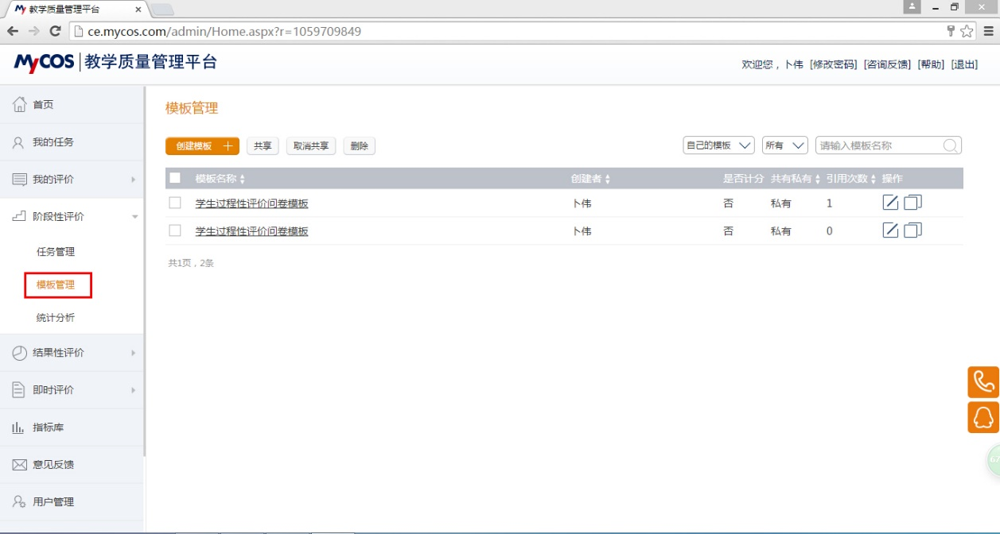 教学质量管理平台
ce.mycos.com/admin/Home.aspx?r=1059709849
MyCOS 教学质量管理平台
欢迎您，卜伟 [修改密码] [咨询反馈] [帮助] [退出]
首页
我的任务
我的评价
阶段性评价
任务管理
模板管理
统计分析
结果性评价
即时评价
指标库
意见反馈
用户管理
模板管理
创建模板 共享 取消共享 删除 自己的模板 所有 请输入模板名称
模板名称 创建者 是否计分 共有私有 引用次数 操作
学生过程性评价问卷模板 卜伟 否 私有 1
学生过程性评价问卷模板 卜伟 否 私有 0
共1页，2条